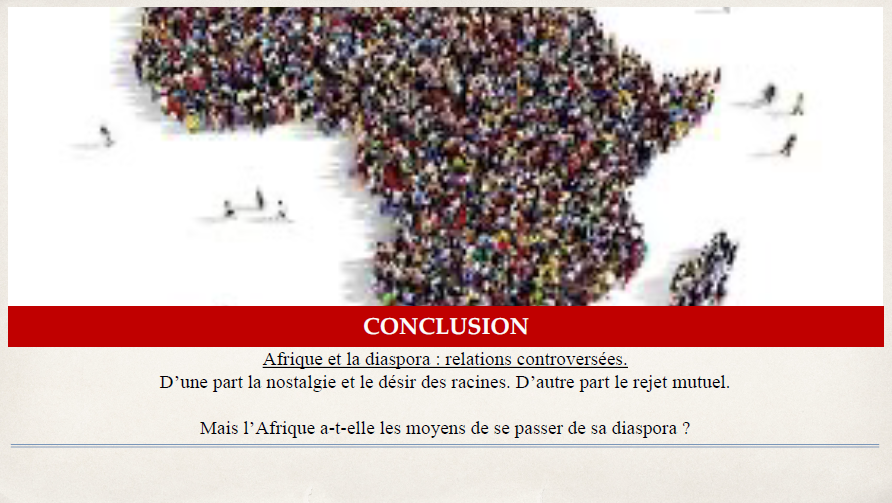 CONCLUSION
Afrique et la diaspora : relations controversées.
D’une part la nostalgie et le désir des racines. D’autre part le rejet mutuel.
Mais l’Afrique a-t-elle les moyens de se passer de sa diaspora ?